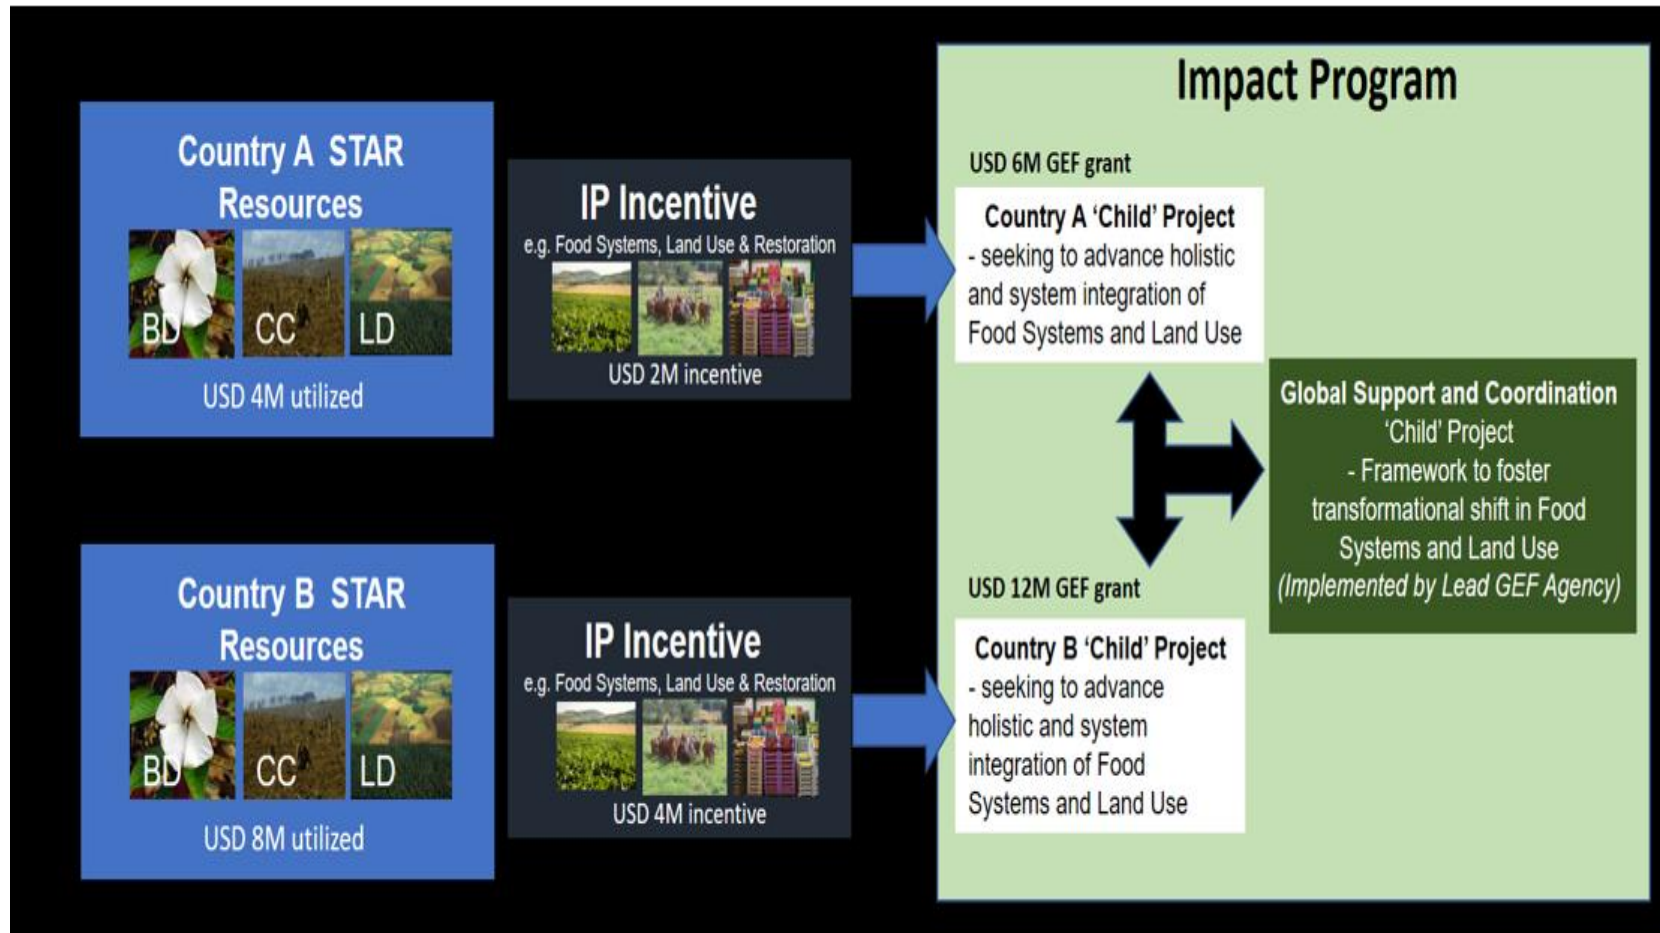 Impact Program
Country A STAR
Resources
BD CC LD
USD 4M utilized
IP Incentive
e.g. Food Systems, Land Use & Restoration
USD 2M incentive
USD 6M GEF grant
Country A ‘Child’ Project
- seeking to advance holistic
and system integration of
Food Systems and Land Use
Global Support and Coordination
‘Child’ Project
- Framework to foster
transformational shift in Food
Systems and Land Use
(Implemented by Lead GEF Agency)
Country B STAR
Resources
BD CC LD
USD 8M utilized
IP Incentive
e.g. Food Systems, Land Use & Restoration
USD 4M incentive
USD 12M GEF grant
Country B ‘Child’ Project
- seeking to advance
holistic and system
integration of Food
Systems and Land Use